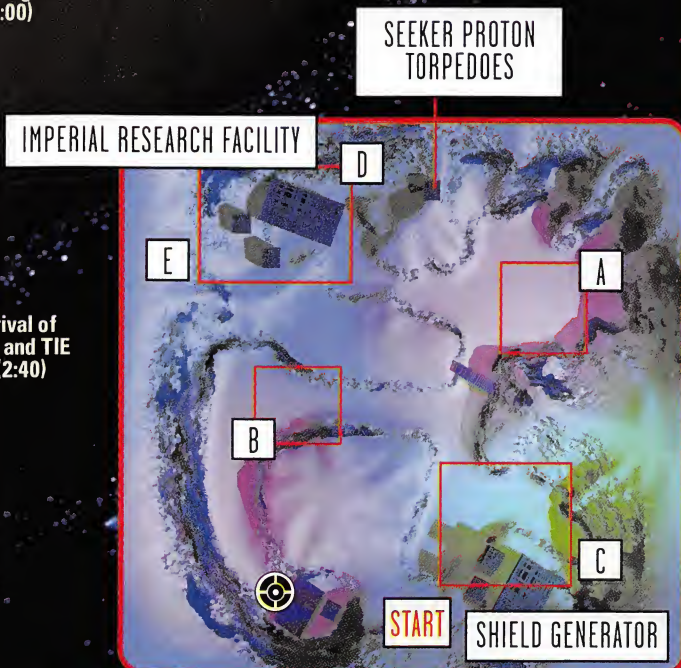 :00)
SEEKER PROTON
TORPEDOES
IMPERIAL RESEARCH FACILITY
D
E
A
ival of
and TIE
2:40)
B
C
START
SHIELD GENERATOR